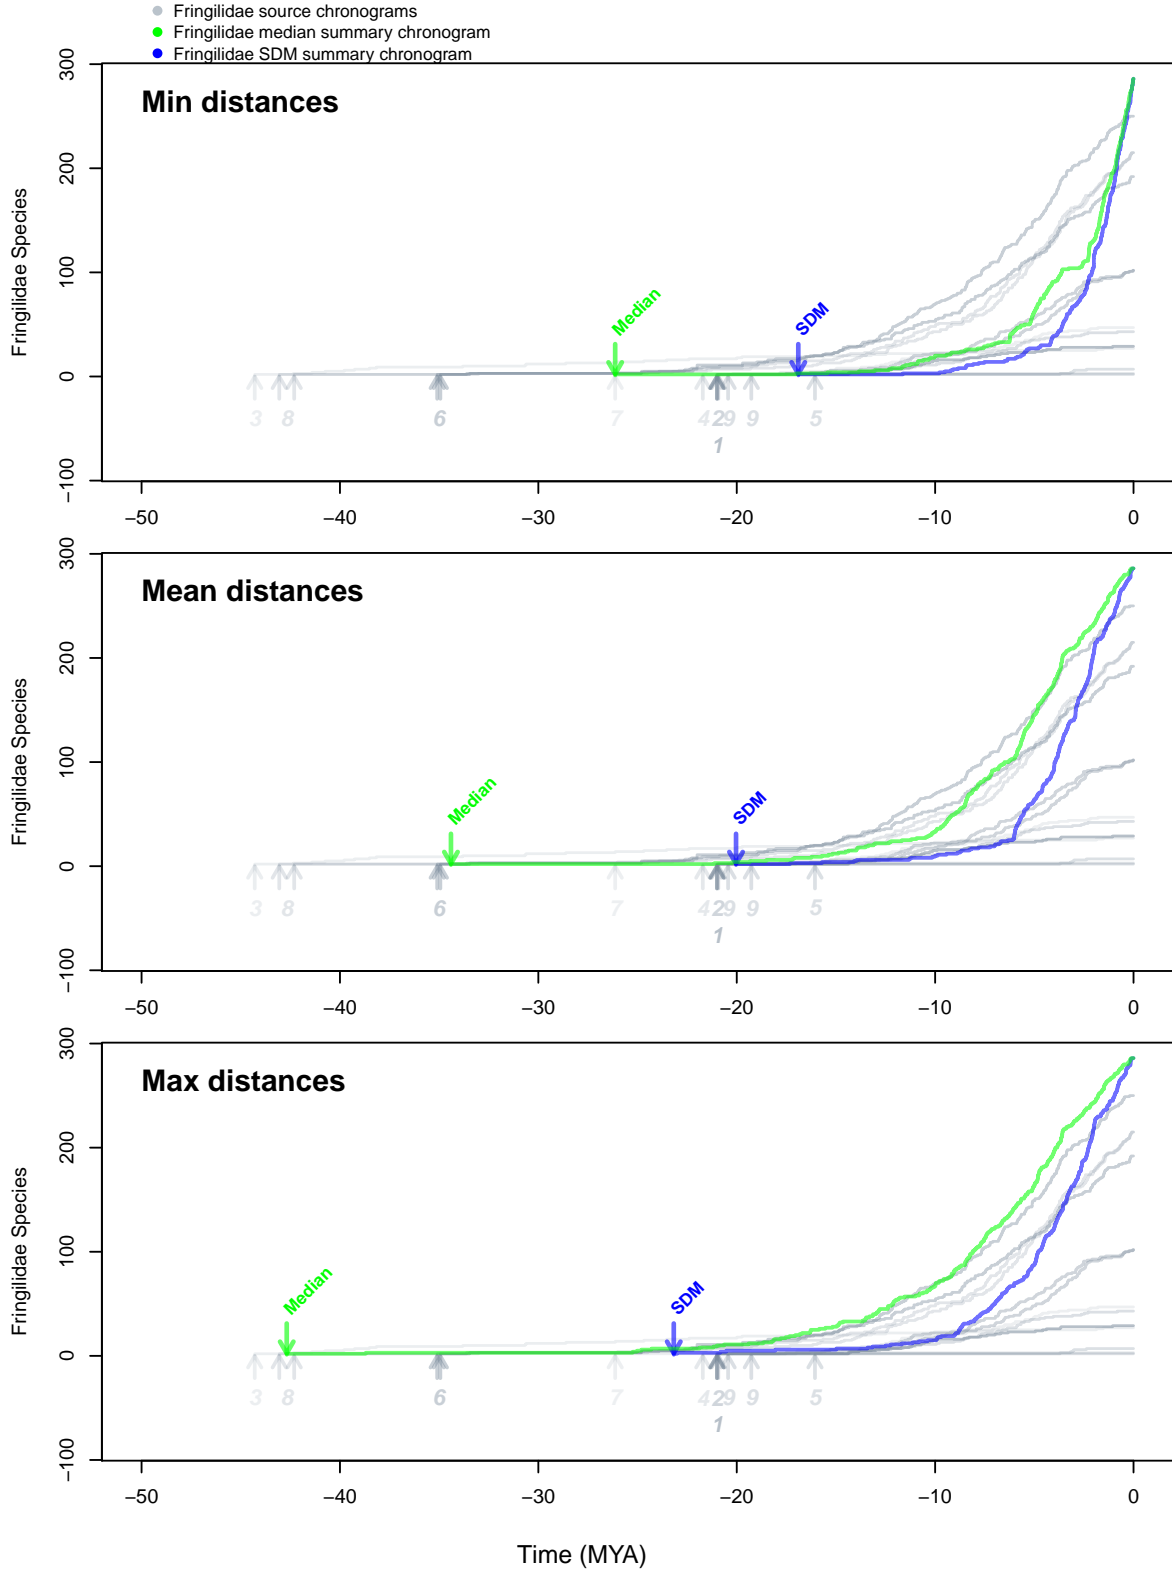 Fringilidae source chronograms
Fringilidae median summary chronogram
Fringilidae SDM summary chronogram
Min distances
Fringilidae Species
300
200
100
0
−100
Median
SDM
3 8 6 7 4 2 9 9 5
1
−50 −40 −30 −20 −10 0
Mean distances
Fringilidae Species
300
200
100
0
−100
Median
SDM
3 8 6 7 4 2 9 9 5
1
−50 −40 −30 −20 −10 0
Max distances
Fringilidae Species
300
200
100
0
−100
Median
SDM
3 8 6 7 4 2 9 9 5
1
−50 −40 −30 −20 −10 0
Time (MYA)